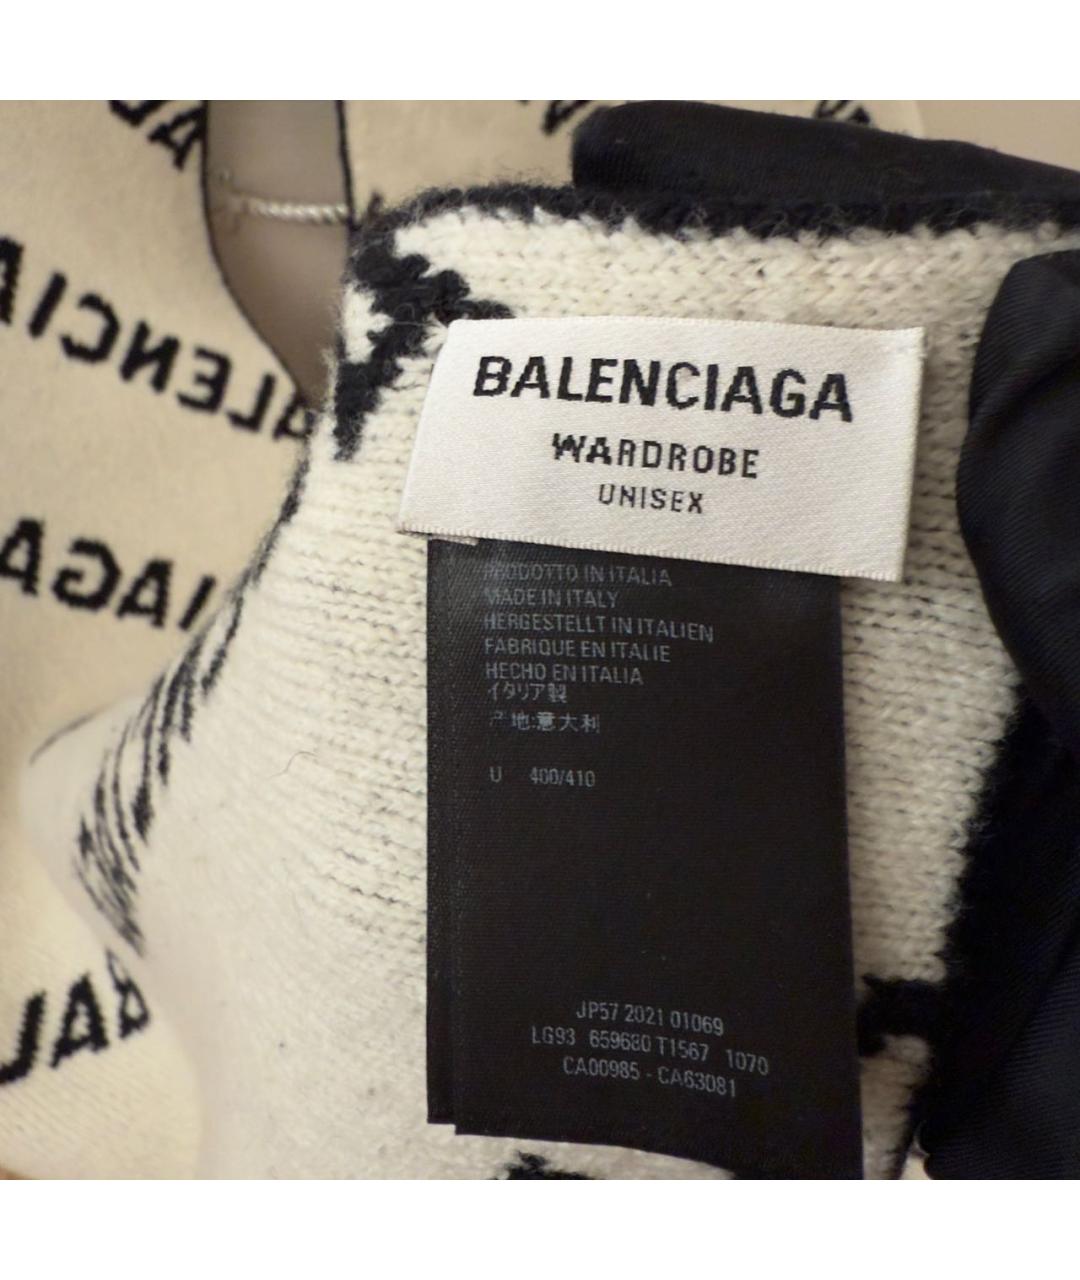 BALENCIAGA
WARDROBE
UNISEX
PRODOTTO IN ITALIA
MADE IN ITALY
HERGESTELLT IN ITALIEN
FABRIQUE EN ITALIE
HECHO EN ITALIA
イタリア製
产地:意大利
U 400/410
JP57 2021 01069
LG93 659680 T1567 1070
CA00985 - CA63081